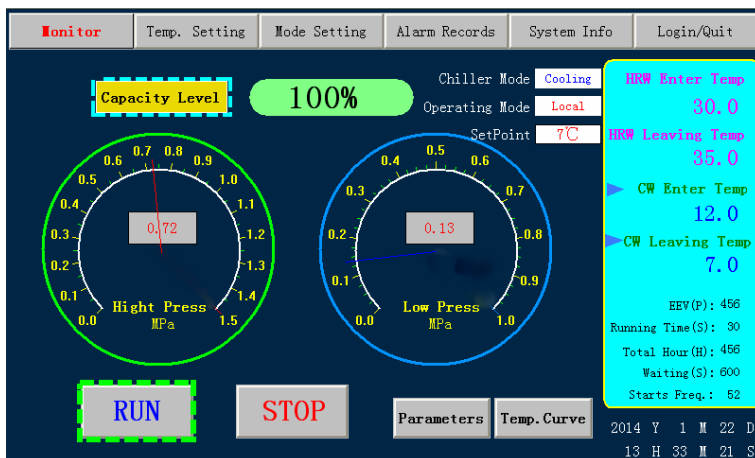 Monitor
Temp. Setting
Mode Setting
Alarm Records
System Info
Login/Quit
Capacity Level
100%
Chiller Mode Cooling
Operating Mode Local
SetPoint 7℃
0.0
0.1
0.2
0.3
0.4
0.5
0.6
0.7
0.8
0.9
1.0
1.1
1.2
1.3
1.4
1.5
0.72
Hight Press
MPa
0.0
0.1
0.2
0.3
0.4
0.5
0.6
0.7
0.8
0.9
1.0
0.13
Low Press
MPa
HRW Enter Temp
30.0
HRW Leaving Temp
35.0
CW Enter Temp
12.0
CW Leaving Temp
7.0
EEV(P): 456
Running Time(S): 30
Total Hour(H): 456
Waiting(S): 600
Starts Freq.: 52
RUN
STOP
Parameters
Temp.Curve
2014 Y 1 M 22 D
13 H 33 M 21 S